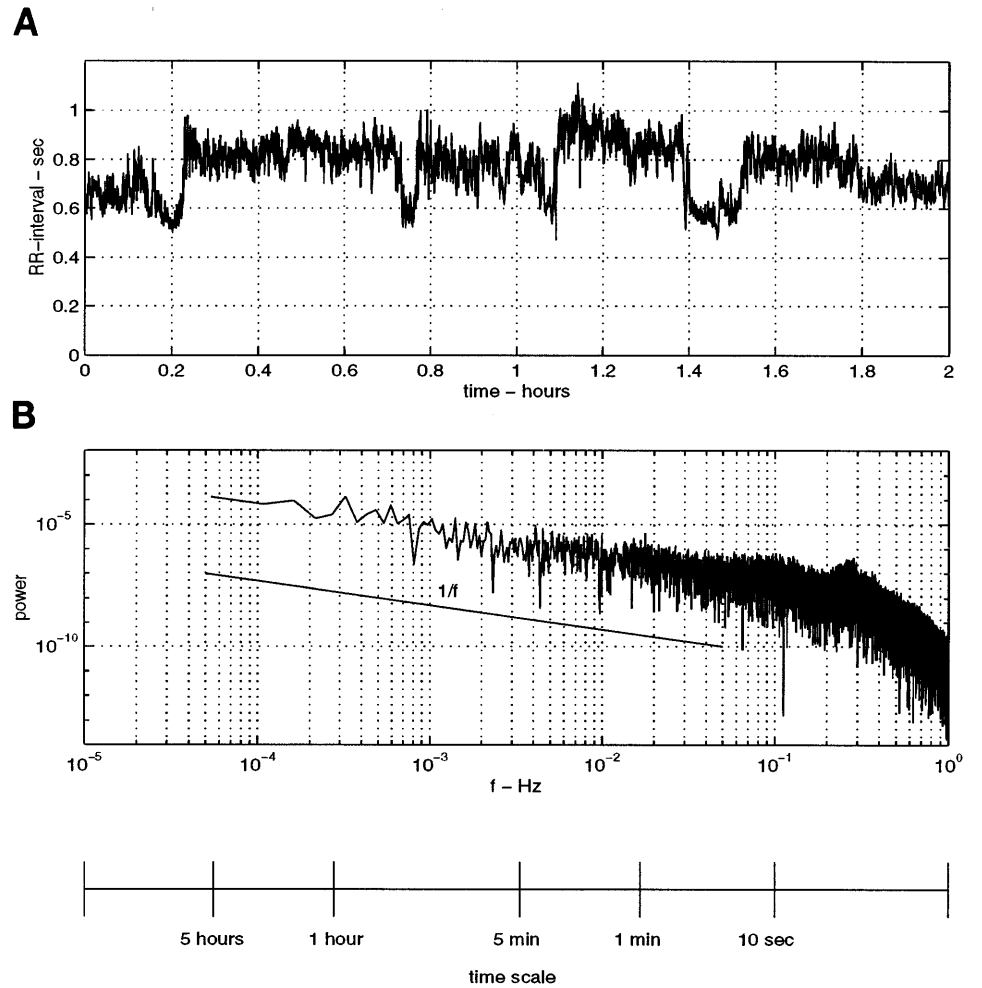 A
RR-interval - sec
1
0.8
0.6
0.4
0.2
0
0 0.2 0.4 0.6 0.8 1 1.2 1.4 1.6 1.8 2
time - hours
B
power
10⁻⁵
10⁻¹⁰
1/f
10⁻⁵ 10⁻⁴ 10⁻³ 10⁻² 10⁻¹ 10⁰
f - Hz
5 hours 1 hour 5 min 1 min 10 sec
time scale